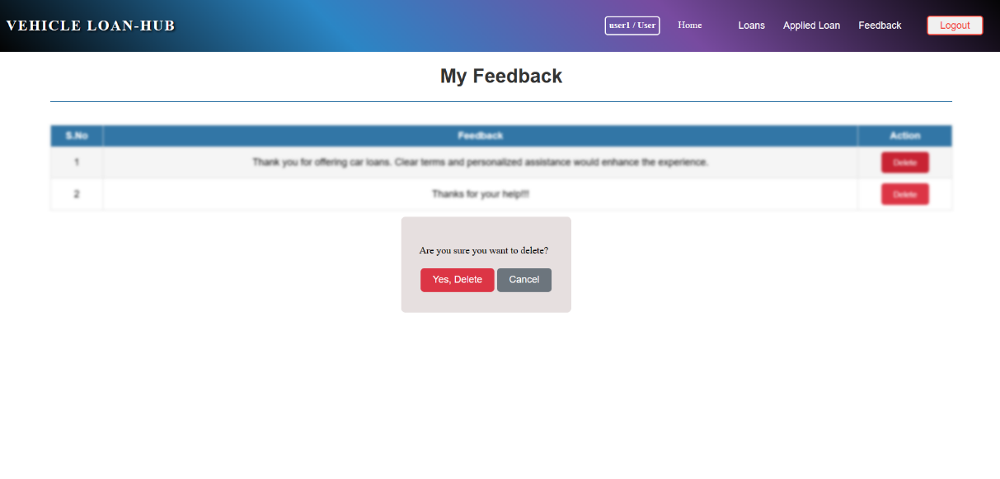 VEHICLE LOAN-HUB
user1 / User Home Loans Applied Loan Feedback Logout
My Feedback
S.No Feedback Action
1 Thank you for offering car loans. Clear terms and personalized assistance would enhance the experience. Delete
2 Thanks for your help!!! Delete
Are you sure you want to delete?
Yes, Delete Cancel